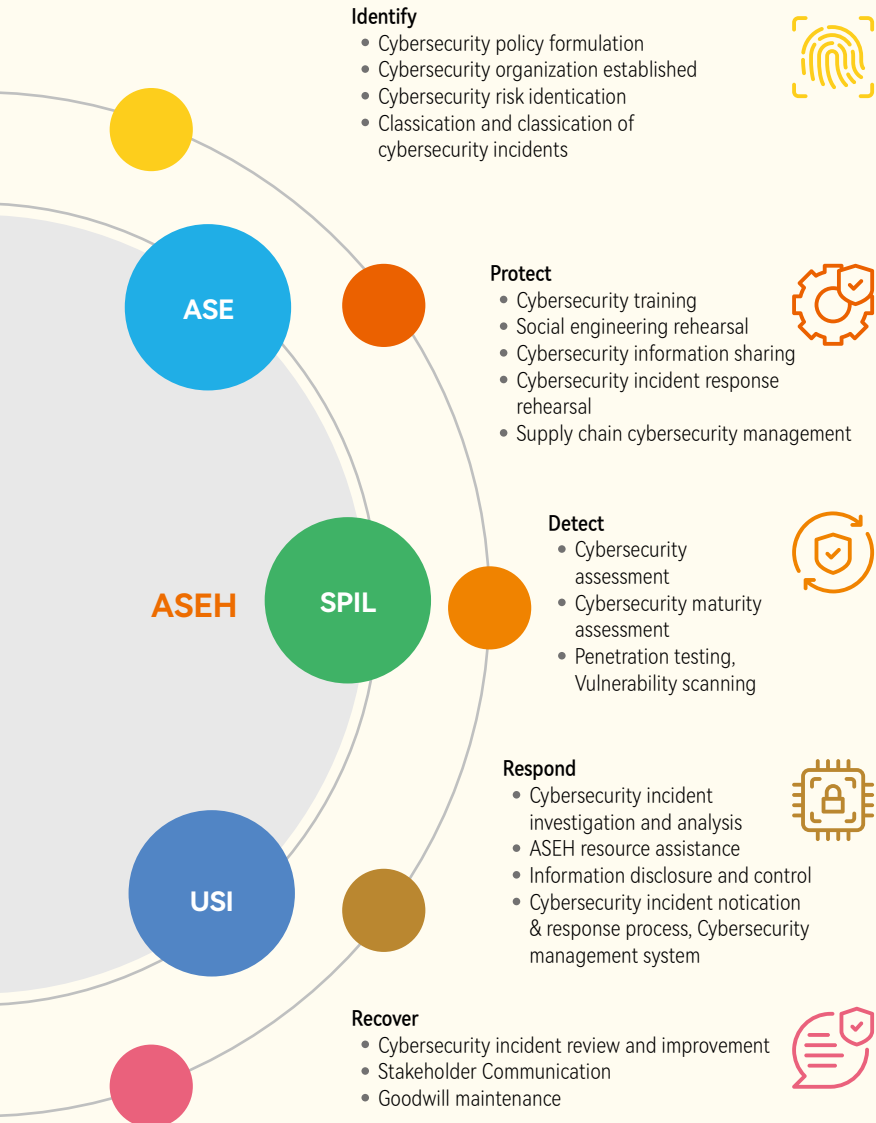 Identify
• Cybersecurity policy formulation
• Cybersecurity organization established
• Cybersecurity risk identication
• Classication and classication of
cybersecurity incidents
ASE
Protect
• Cybersecurity training
• Social engineering rehearsal
• Cybersecurity information sharing
• Cybersecurity incident response
rehearsal
• Supply chain cybersecurity management
ASEH
SPIL
Detect
• Cybersecurity
assessment
• Cybersecurity maturity
assessment
• Penetration testing,
Vulnerability scanning
Respond
• Cybersecurity incident
investigation and analysis
• ASEH resource assistance
• Information disclosure and control
• Cybersecurity incident notication
& response process, Cybersecurity
management system
USI
Recover
• Cybersecurity incident review and improvement
• Stakeholder Communication
• Goodwill maintenance